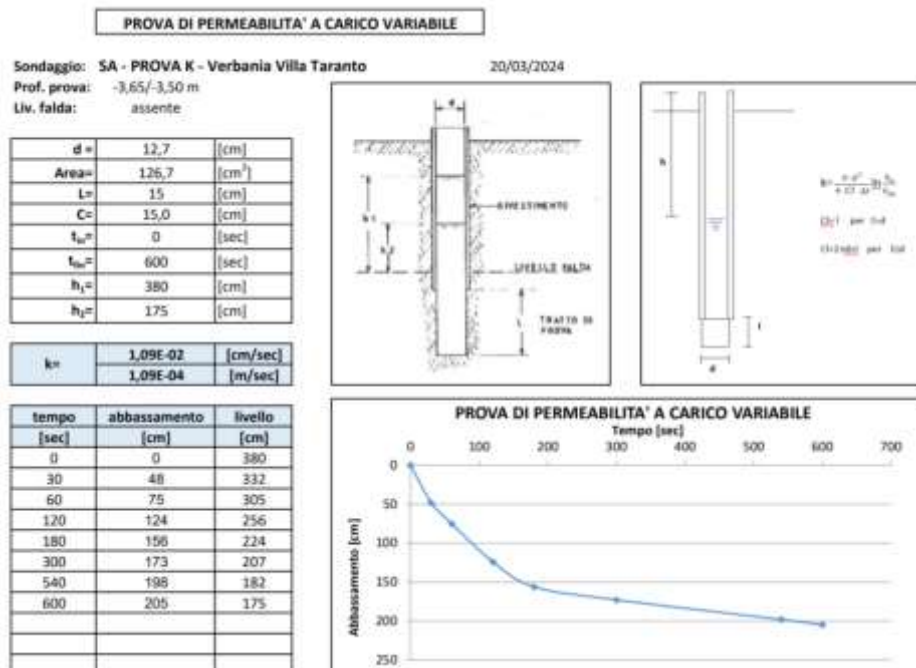 PROVA DI PERMEABILITA' A CARICO VARIABILE
Sondaggio: SA - PROVA K - Verbania Villa Taranto 20/03/2024
Prof. prova: -3,65/-3,50 m
Liv. falda: assente
d = 12,7 [cm]
Area= 126,7 [cm²]
L= 15 [cm]
C= 15,0 [cm]
0 [sec]
600 [sec]
h₁= 380 [cm]
h₂= 175 [cm]
k= 1,09E-02 [cm/sec]
1,09E-04 [m/sec]
d
RIVESTIMENTO
LIVELLO FALDA
TRATTO DI PROVA
h
l
d
per
per
tempo abbassamento livello
[sec] [cm] [cm]
0 0 380
30 48 332
60 75 305
120 124 256
180 156 224
300 173 207
540 198 182
600 205 175
PROVA DI PERMEABILITA' A CARICO VARIABILE
Tempo [sec]
0 100 200 300 400 500 600 700
Abbassamento [cm]
0
50
100
150
200
250